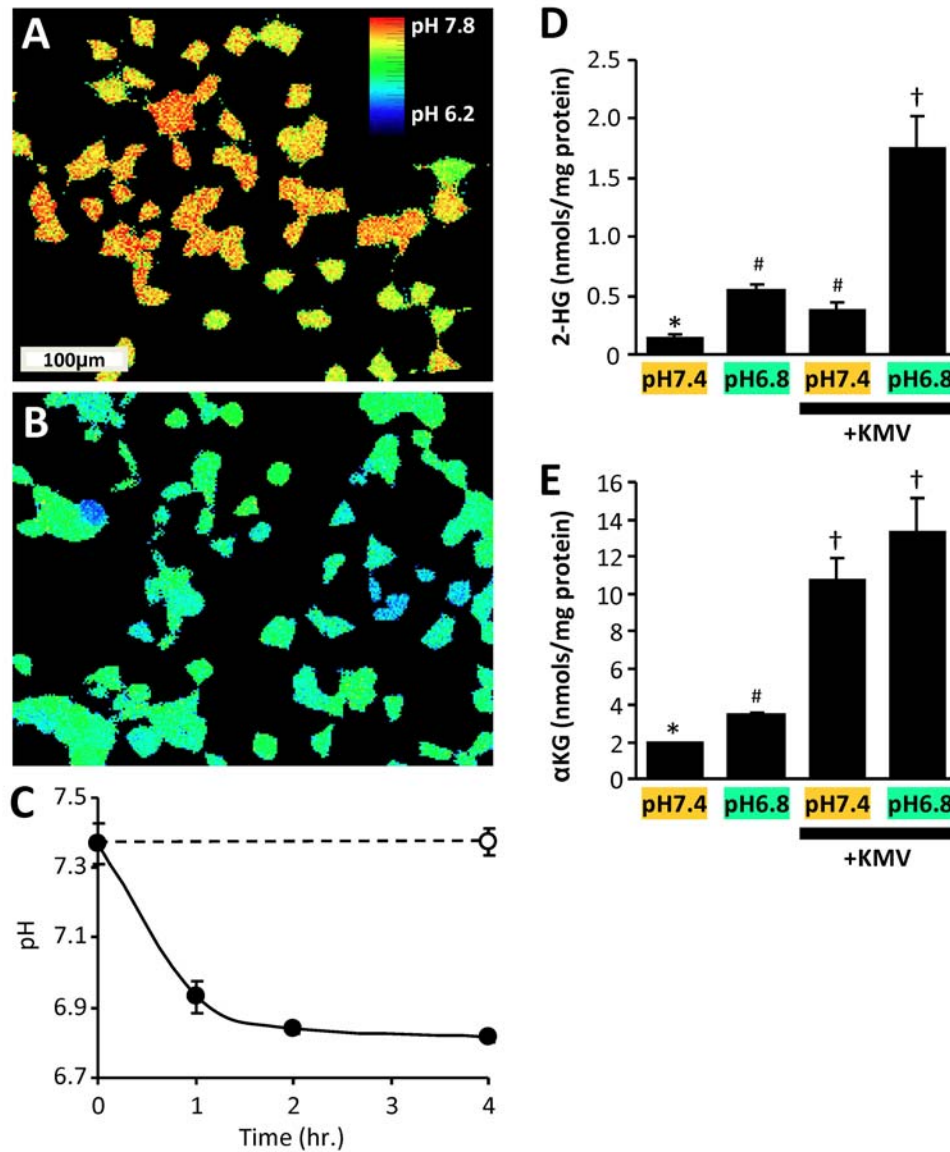 A
pH 7.8
pH 6.2
100μm
B
C
7.5
7.3
7.1
6.9
6.7
pH
0
1
2
3
4
Time (hr.)
D
2.5
2.0
1.5
1.0
0.5
0
2-HG (nmols/mg protein)
*
#
#
†
pH7.4
pH6.8
pH7.4
pH6.8
+KMV
E
16
14
12
10
8
6
4
2
0
αKG (nmols/mg protein)
*
#
†
†
pH7.4
pH6.8
pH7.4
pH6.8
+KMV